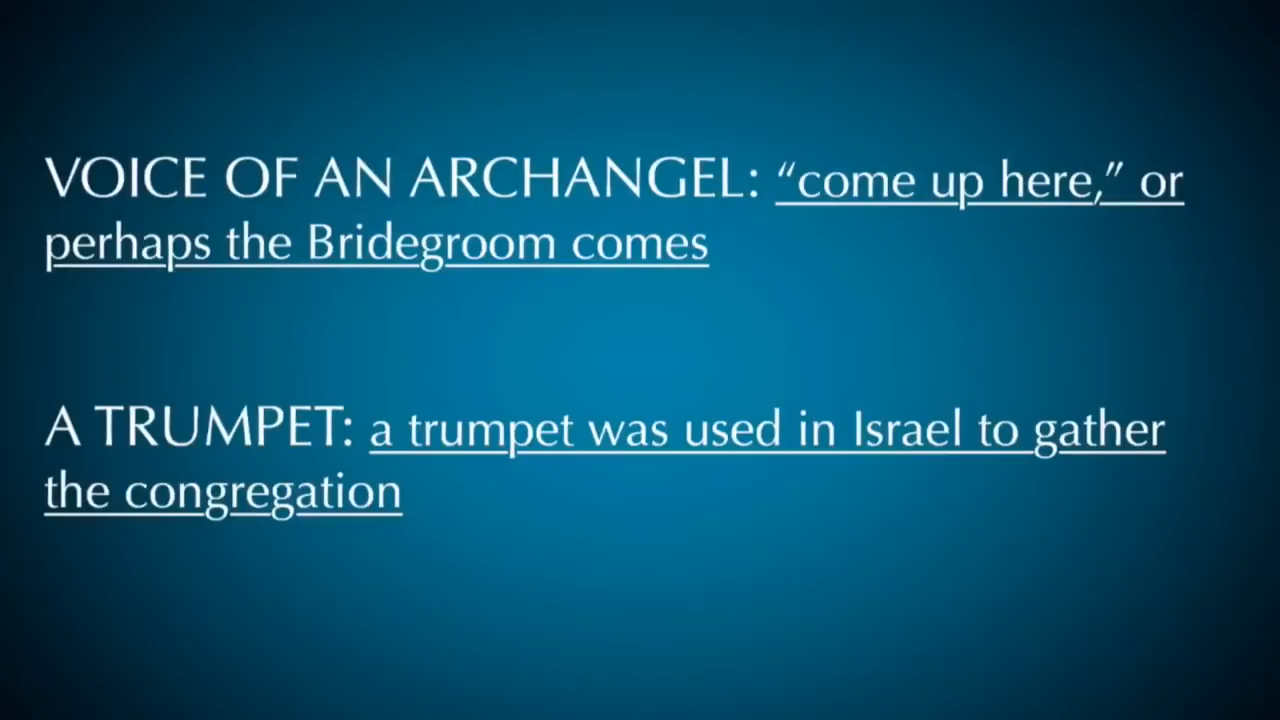 VOICE OF AN ARCHANGEL: “come up here,” or
perhaps the Bridegroom comes
A TRUMPET: a trumpet was used in Israel to gather
the congregation